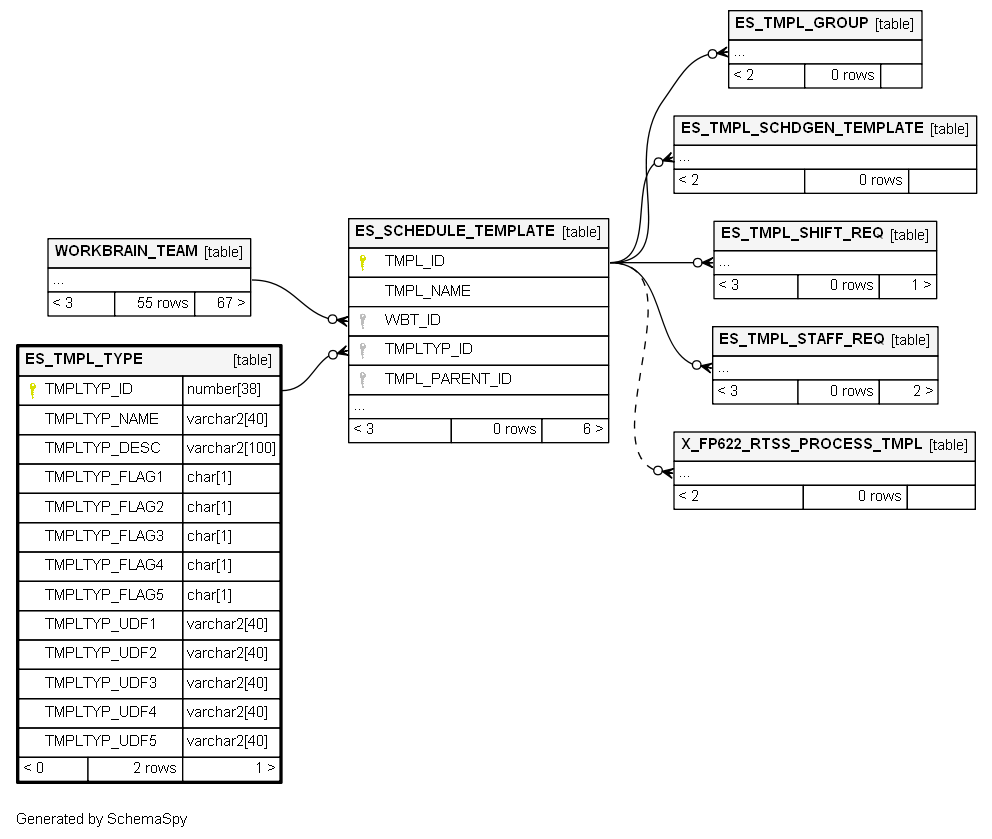 ES_TMPL_GROUP [table]
...
< 2 0 rows
ES_TMPL_SCHDGEN_TEMPLATE [table]
...
< 2 0 rows
ES_TMPL_SHIFT_REQ [table]
...
< 3 0 rows 1 >
ES_TMPL_STAFF_REQ [table]
...
< 3 0 rows 2 >
X_FP622_RTSS_PROCESS_TMPL [table]
...
< 2 0 rows
ES_SCHEDULE_TEMPLATE [table]
TMPL_ID
TMPL_NAME
WBT_ID
TMPLTYP_ID
TMPL_PARENT_ID
...
< 3 0 rows 6 >
WORKBRAIN_TEAM [table]
...
< 3 55 rows 67 >
ES_TMPL_TYPE [table]
TMPLTYP_ID number[38]
TMPLTYP_NAME varchar2[40]
TMPLTYP_DESC varchar2[100]
TMPLTYP_FLAG1 char[1]
TMPLTYP_FLAG2 char[1]
TMPLTYP_FLAG3 char[1]
TMPLTYP_FLAG4 char[1]
TMPLTYP_FLAG5 char[1]
TMPLTYP_UDF1 varchar2[40]
TMPLTYP_UDF2 varchar2[40]
TMPLTYP_UDF3 varchar2[40]
TMPLTYP_UDF4 varchar2[40]
TMPLTYP_UDF5 varchar2[40]
< 0 2 rows 1 >
Generated by SchemaSpy